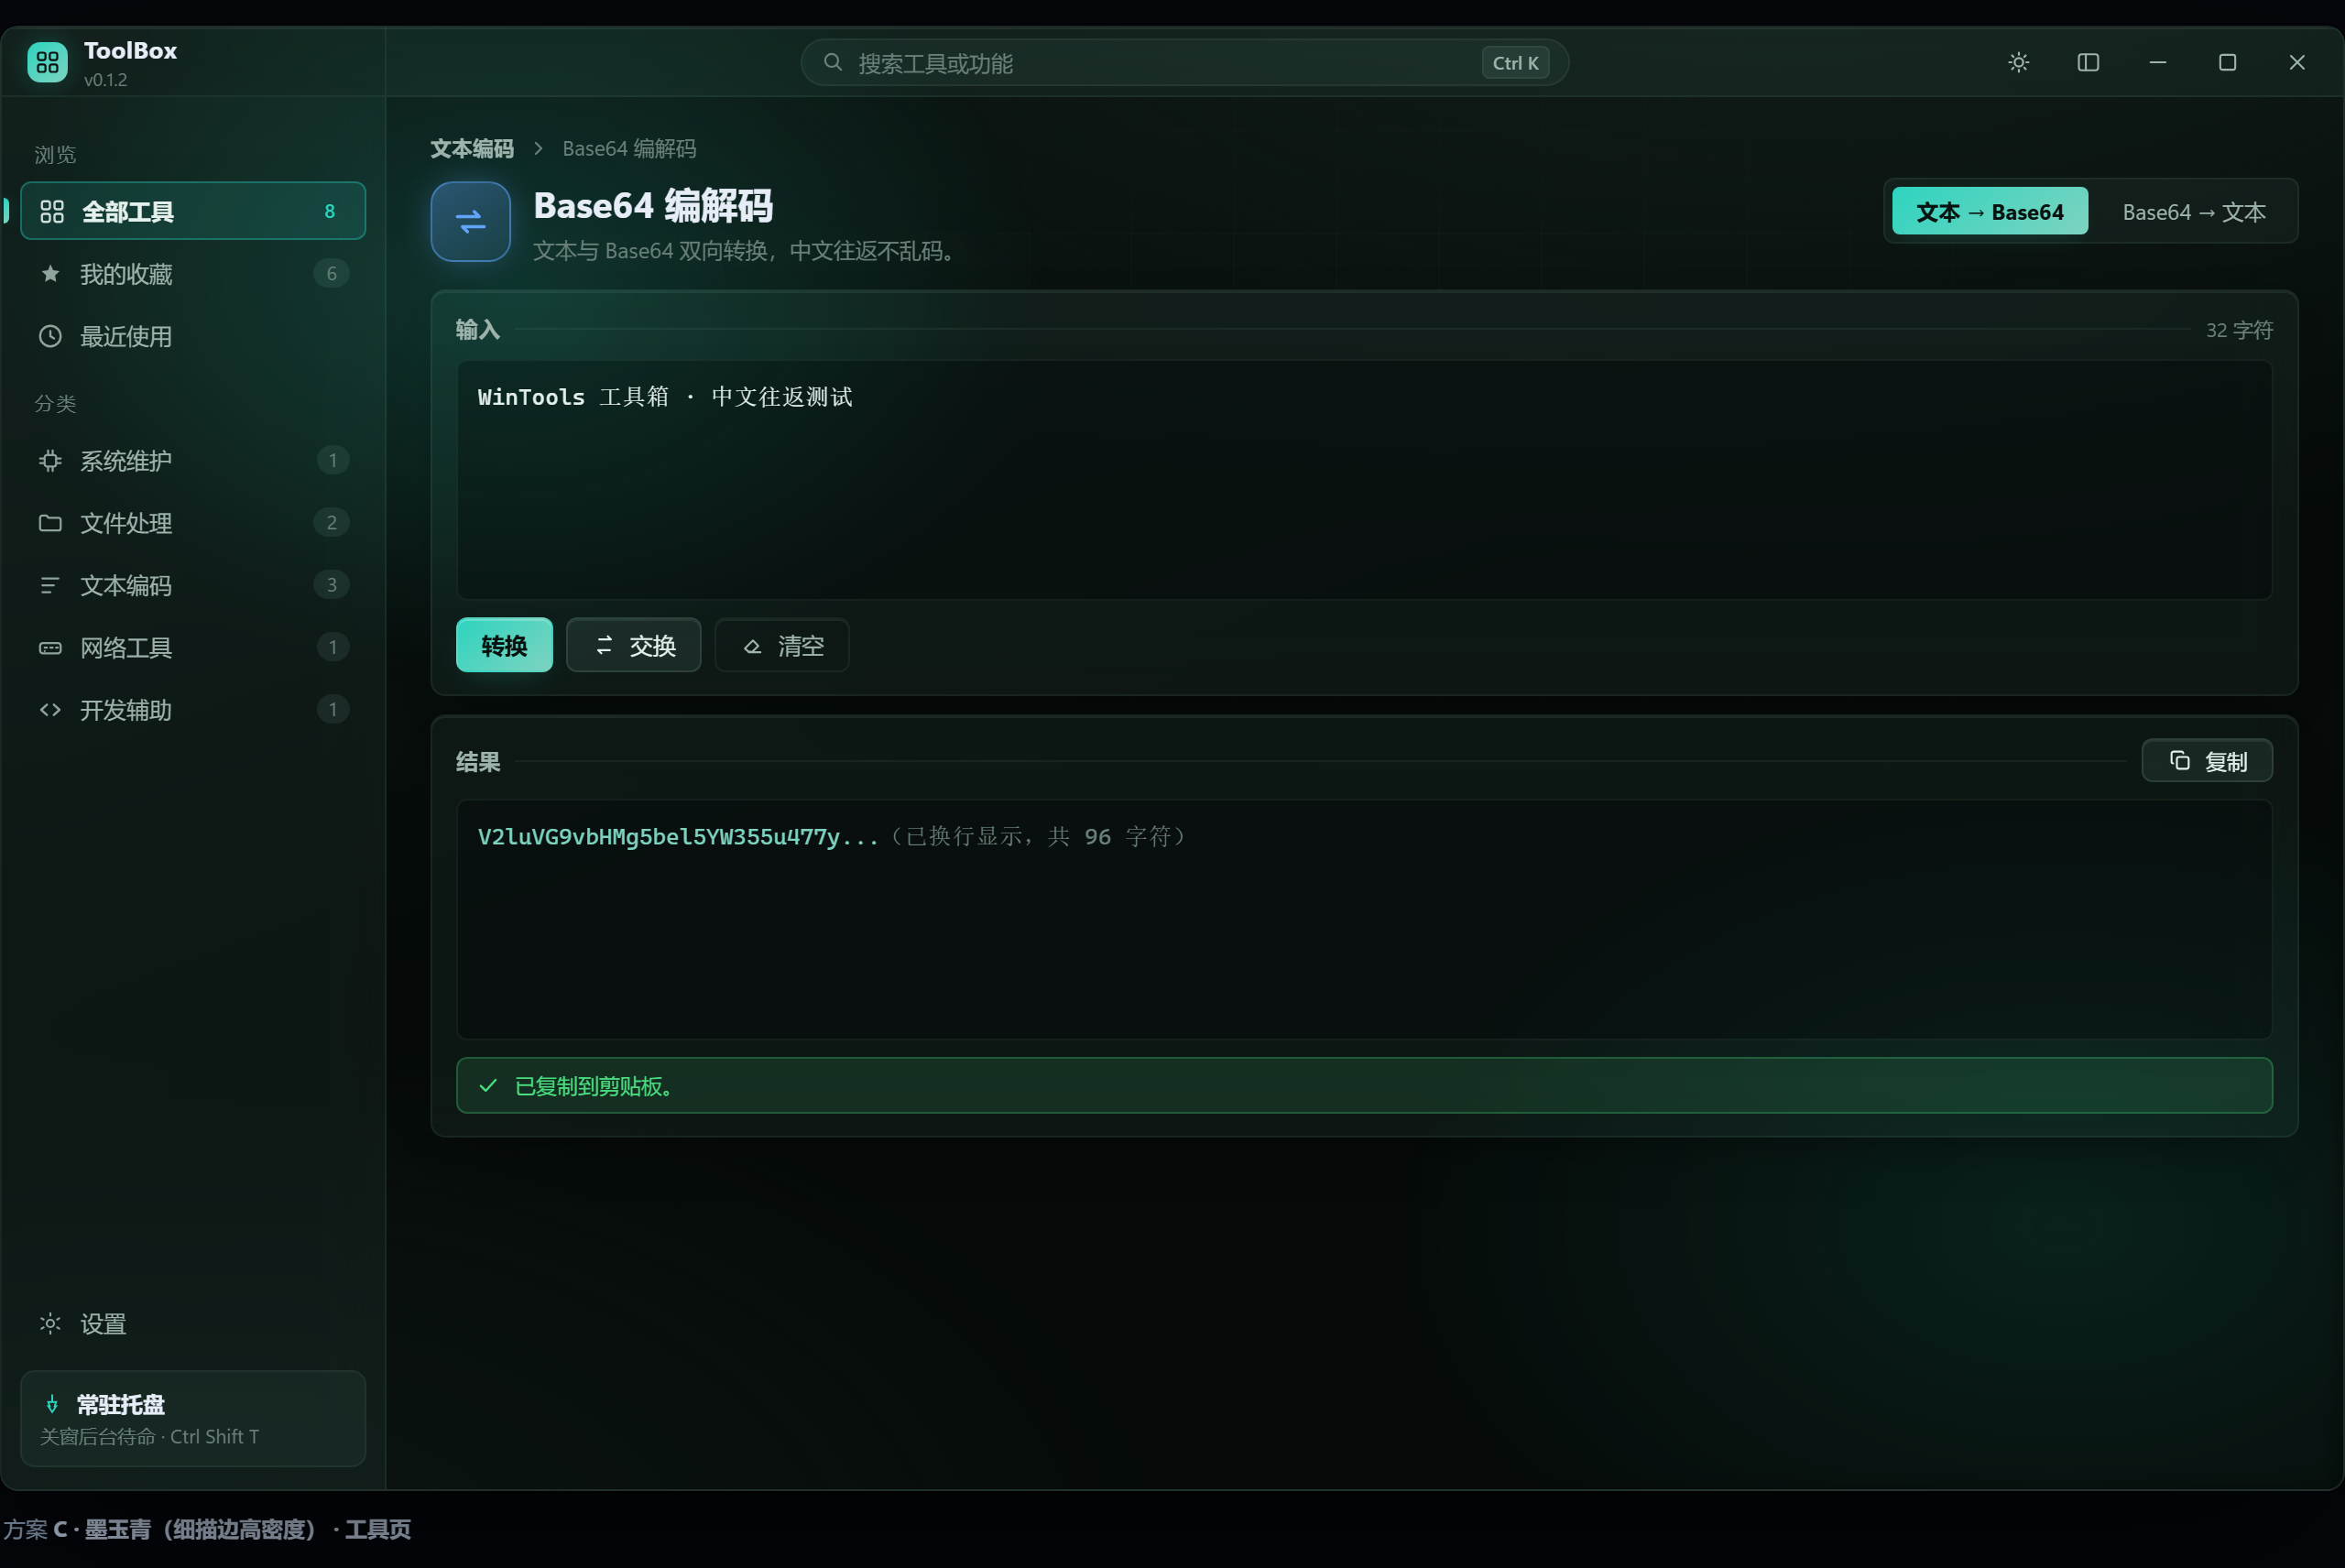 ToolBox
v0.1.2
搜索工具或功能
Ctrl K
浏览
全部工具 8
我的收藏 6
最近使用
分类
系统维护 1
文件处理 2
文本编码 3
网络工具 1
开发辅助 1
设置
常驻托盘
关窗后台待命 · Ctrl Shift T
文本编码 > Base64 编解码
Base64 编解码
文本与 Base64 双向转换，中文往返不乱码。
文本 → Base64
Base64 → 文本
输入
32 字符
WinTools 工具箱 · 中文往返测试
转换
交换
清空
结果
复制
V2luVG9vbHMg5bel5YW355u477y...（已换行显示，共 96 字符）
已复制到剪贴板。
方案 C · 墨玉青（细描边高密度） · 工具页